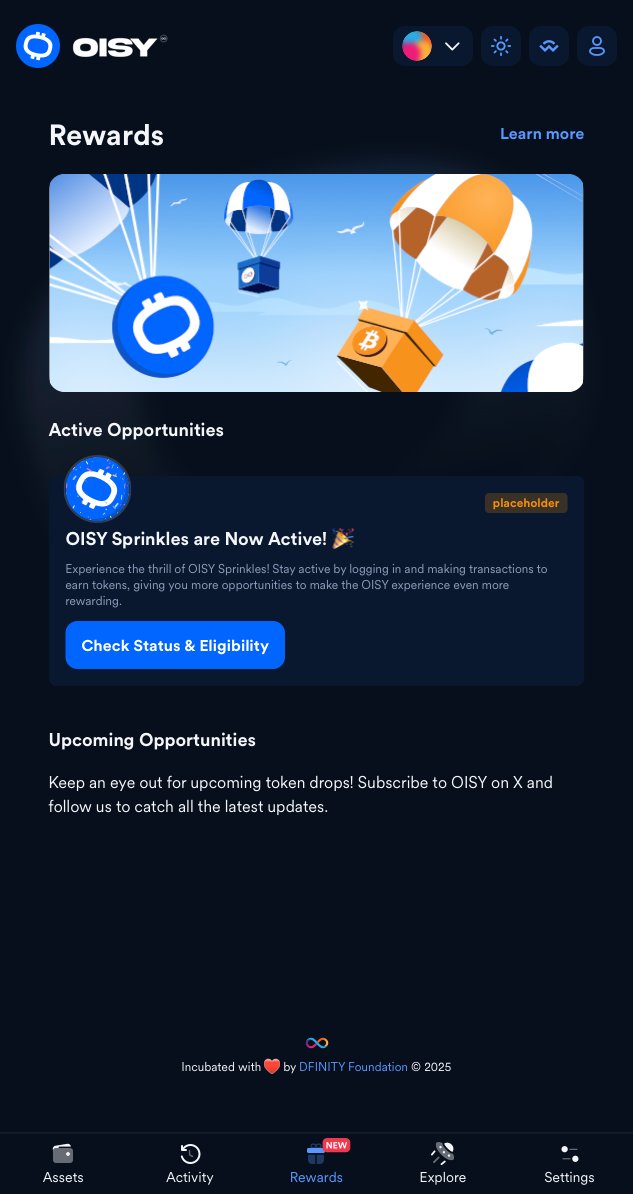 OISY
Rewards
Learn more
Active Opportunities
placeholder
OISY Sprinkles are Now Active! 🎉
Experience the thrill of OISY Sprinkles! Stay active by logging in and making transactions to
earn tokens, giving you more opportunities to make the OISY experience even more
rewarding.
Check Status & Eligibility
Upcoming Opportunities
Keep an eye out for upcoming token drops! Subscribe to OISY on X and
follow us to catch all the latest updates.
Incubated with ❤️ by DFINITY Foundation © 2025
NEW
Assets
Activity
Rewards
Explore
Settings